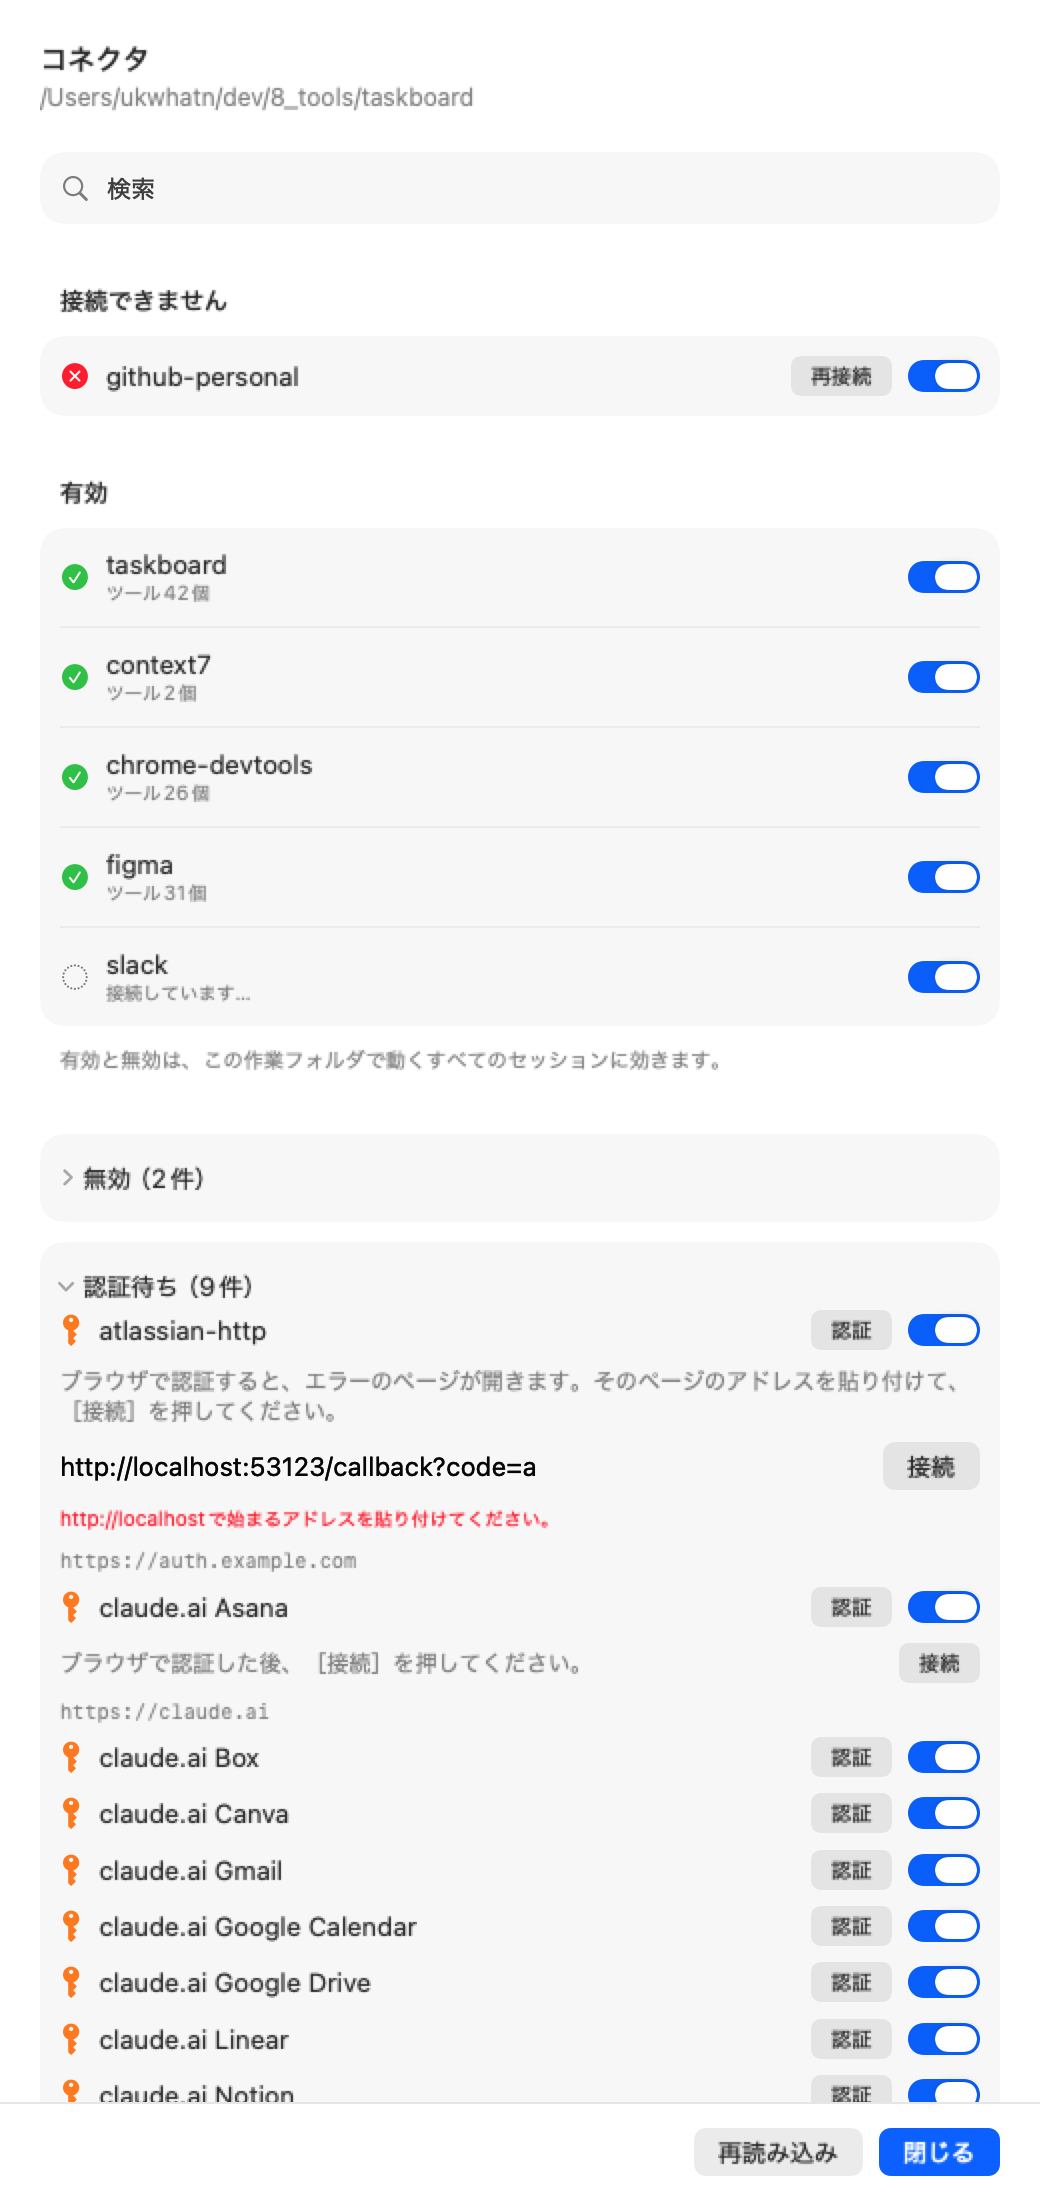 コネクタ
/Users/ukwhatn/dev/8_tools/taskboard
検索
接続できません
github-personal
再接続
有効
taskboard
ツール42個
context7
ツール2個
chrome-devtools
ツール26個
figma
ツール31個
slack
接続しています...
有効と無効は、この作業フォルダで動くすべてのセッションに効きます。
無効（2件）
認証待ち（9件）
atlassian-http
認証
ブラウザで認証すると、エラーのページが開きます。そのページのアドレスを貼り付けて、
［接続］を押してください。
http://localhost:53123/callback?code=a
接続
http://localhostで始まるアドレスを貼り付けてください。
https://auth.example.com
claude.ai Asana
認証
ブラウザで認証した後、［接続］を押してください。
接続
https://claude.ai
claude.ai Box
認証
claude.ai Canva
認証
claude.ai Gmail
認証
claude.ai Google Calendar
認証
claude.ai Google Drive
認証
claude.ai Linear
認証
claude.ai Notion
認証
再読み込み
閉じる